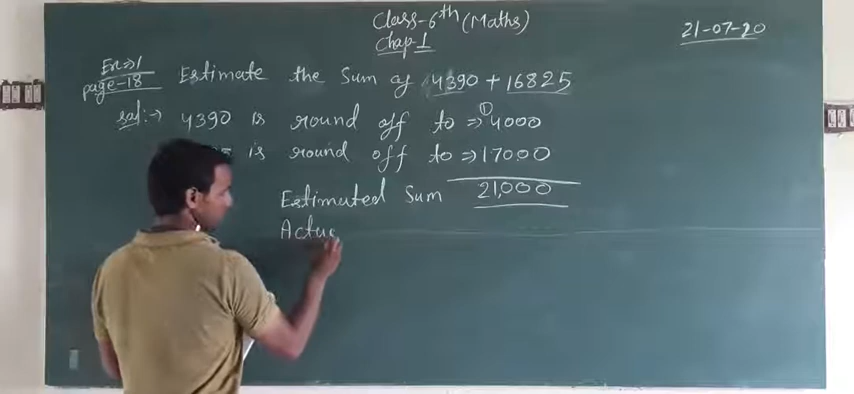 Class-6th (Maths)
Chap-1
21-07-20
Ex⇒1
page-18
Estimate the Sum of 4390 + 16825
sol:→ 4390 is round off to ⇒ 4000
is round off to ⇒ 17000
Estimated Sum 21,000
Actua